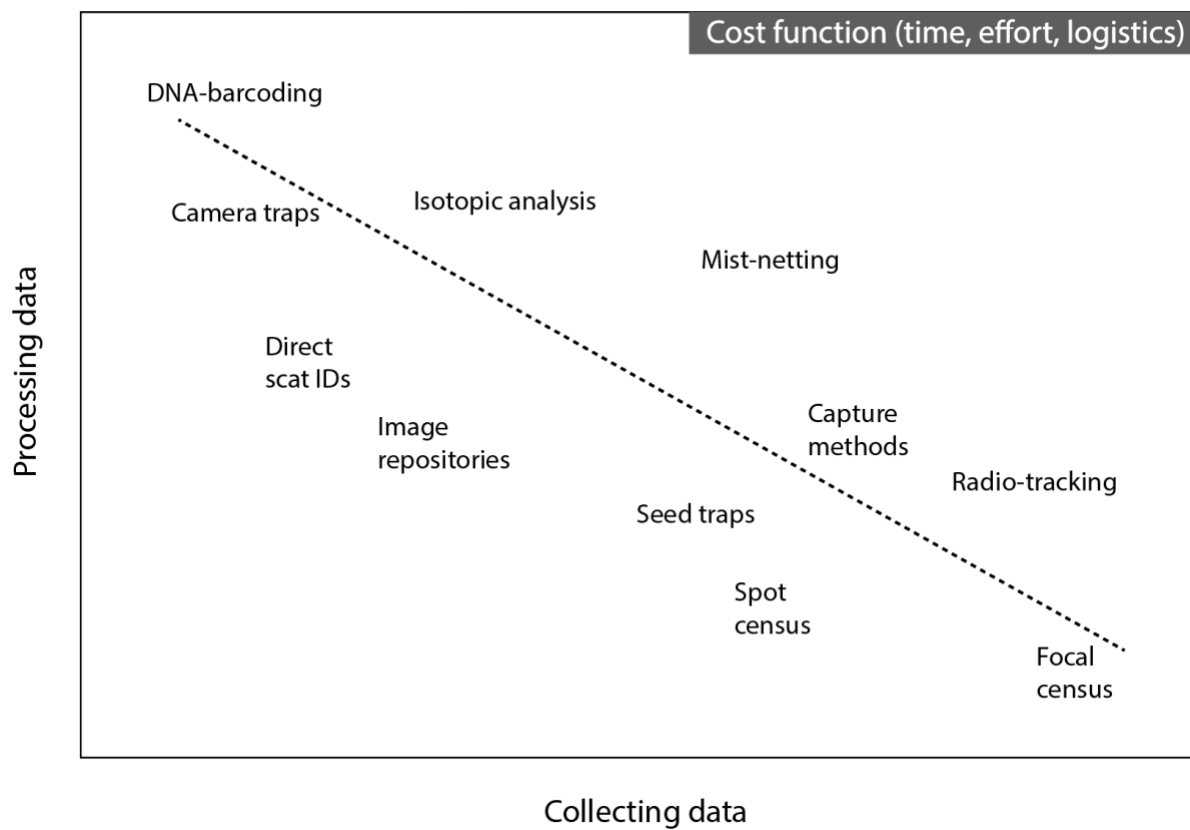 Cost function (time, effort, logistics)
DNA-barcoding
Isotopic analysis
Camera traps
Mist-netting
Direct
scat IDs
Image
repositories
Capture
methods
Radio-tracking
Seed traps
Spot
census
Focal
census
Processing data
Collecting data